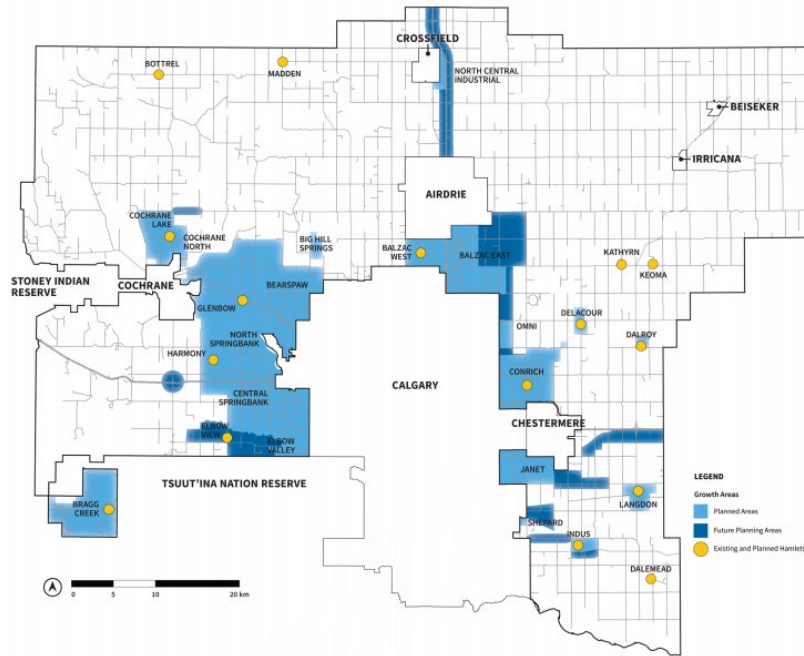 CROSSFIELD
BOTTREL
MADDEN
NORTH CENTRAL
INDUSTRIAL
BEISEKER
IRRICANA
AIRDRIE
COCHRANE
LAKE
COCHRANE
NORTH
BIG HILL
SPRINGS
BALZAC
WEST
BALZAC EAST
KATHYRN
KEOMA
STONEY INDIAN
RESERVE
COCHRANE
BEARSPAW
GLENBOW
DELACOUR
OMNI
NORTH
SPRINGBANK
DALROY
HARMONY
CONRICH
CALGARY
CENTRAL
SPRINGBANK
CHESTERMERE
ELBOW
VIEW
ELBOW
VALLEY
JANET
TSUUT'INA NATION RESERVE
LANGDON
BRAGG
CREEK
SHEPARD
INDUS
DALEMEAD
LEGEND
Growth Areas
Planned Areas
Future Planning Areas
Existing and Planned Hamlets
0 5 10 20 km